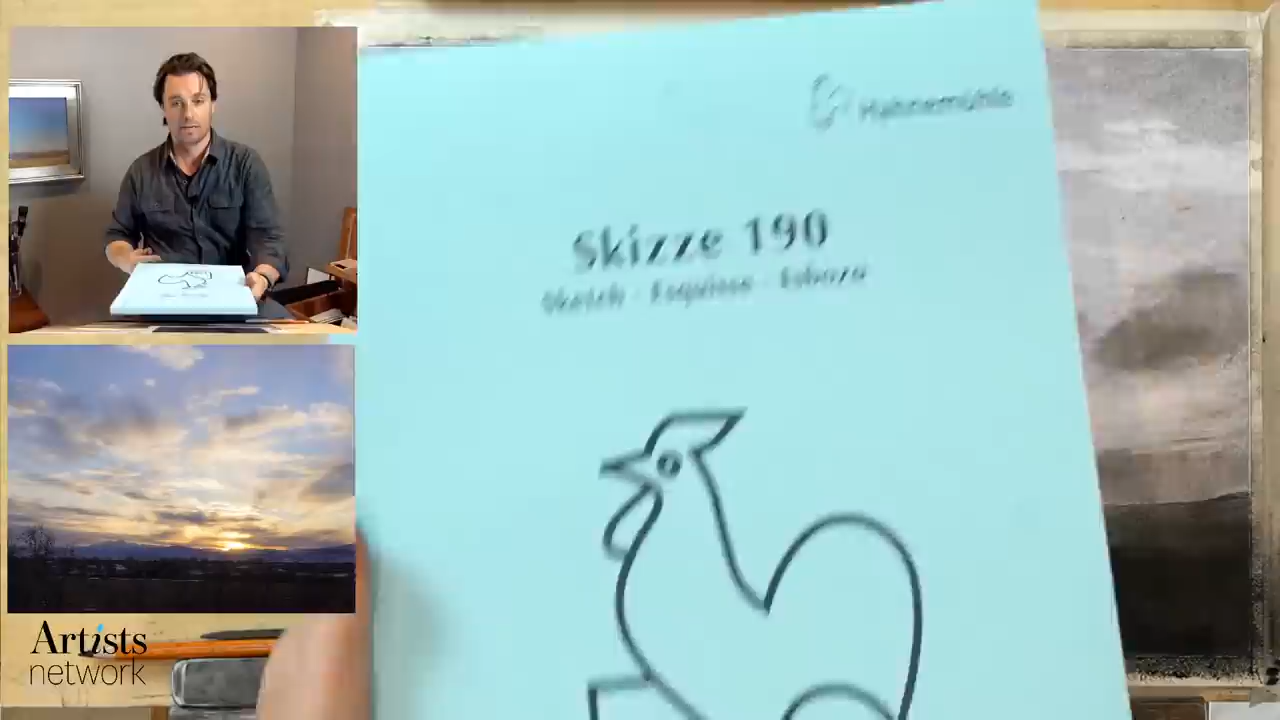 Hahnemühle
Skizze 190
Sketch · Esquisse · Esbozo
Artists
network